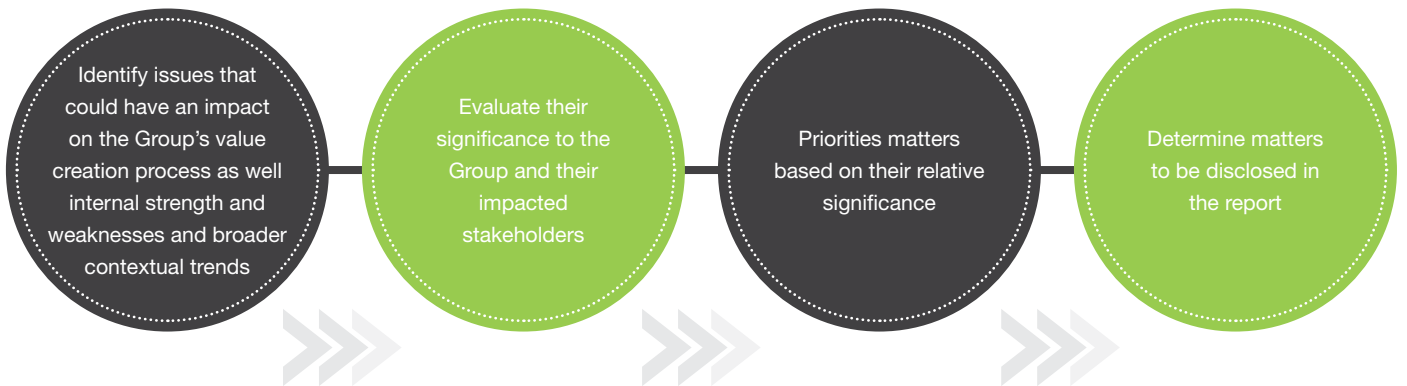 Identify issues that
could have an impact
on the Group’s value
creation process as well
internal strength and
weaknesses and broader
contextual trends
Evaluate their
significance to the
Group and their
impacted
stakeholders
Priorities matters
based on their relative
significance
Determine matters
to be disclosed in
the report